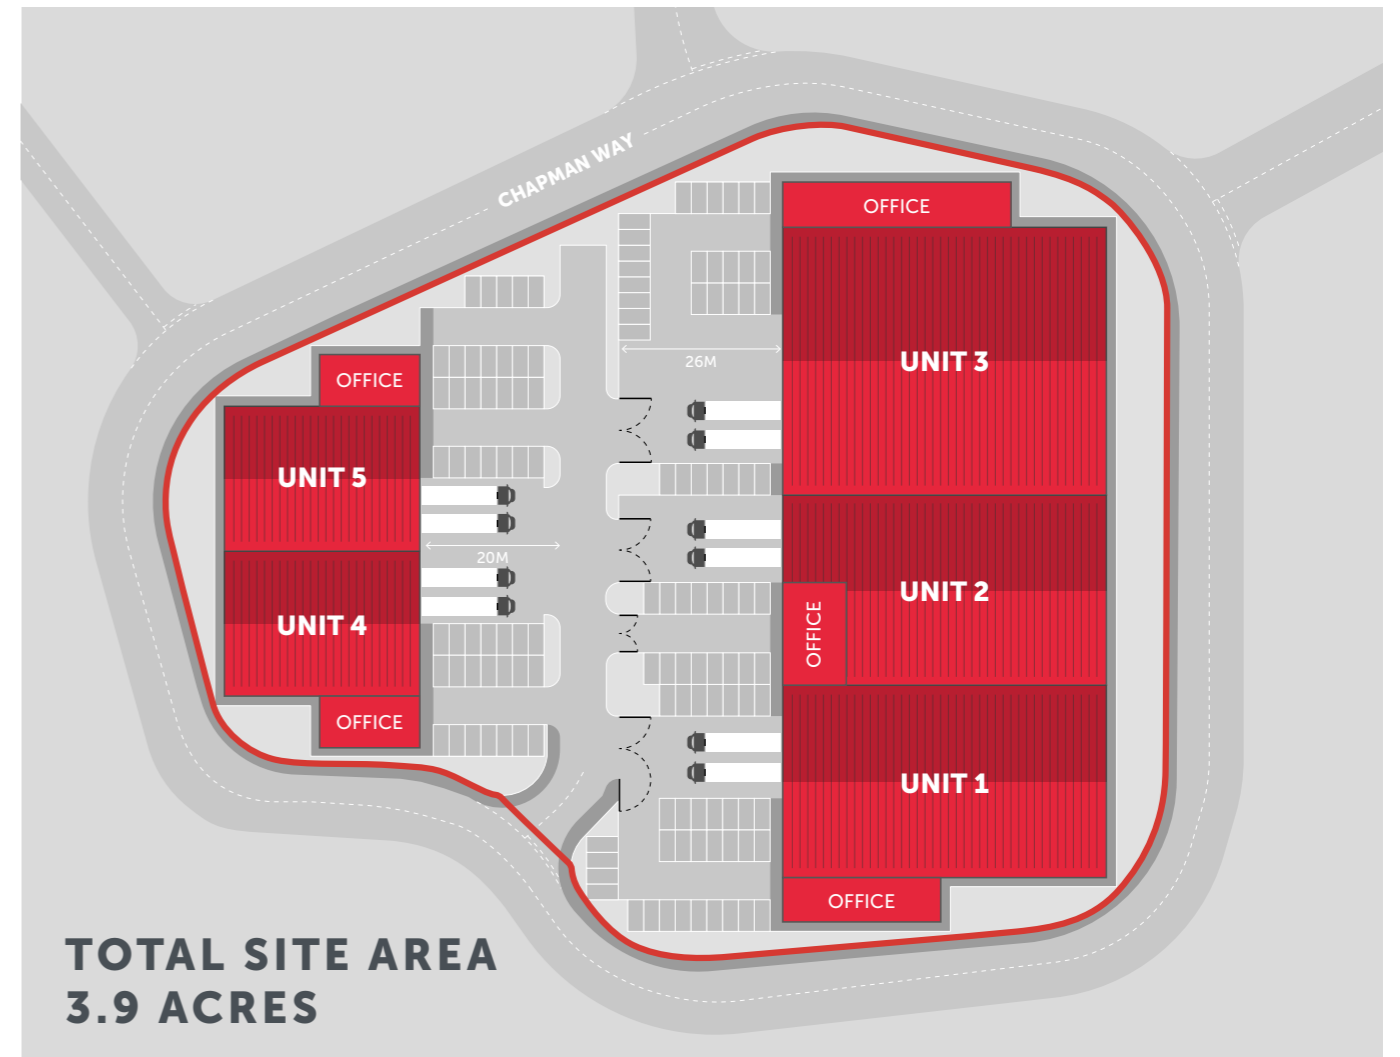 CHAPMAN WAY
OFFICE
26M
UNIT 3
OFFICE
UNIT 5
20M
UNIT 4
OFFICE
UNIT 2
OFFICE
UNIT 1
OFFICE
TOTAL SITE AREA
3.9 ACRES